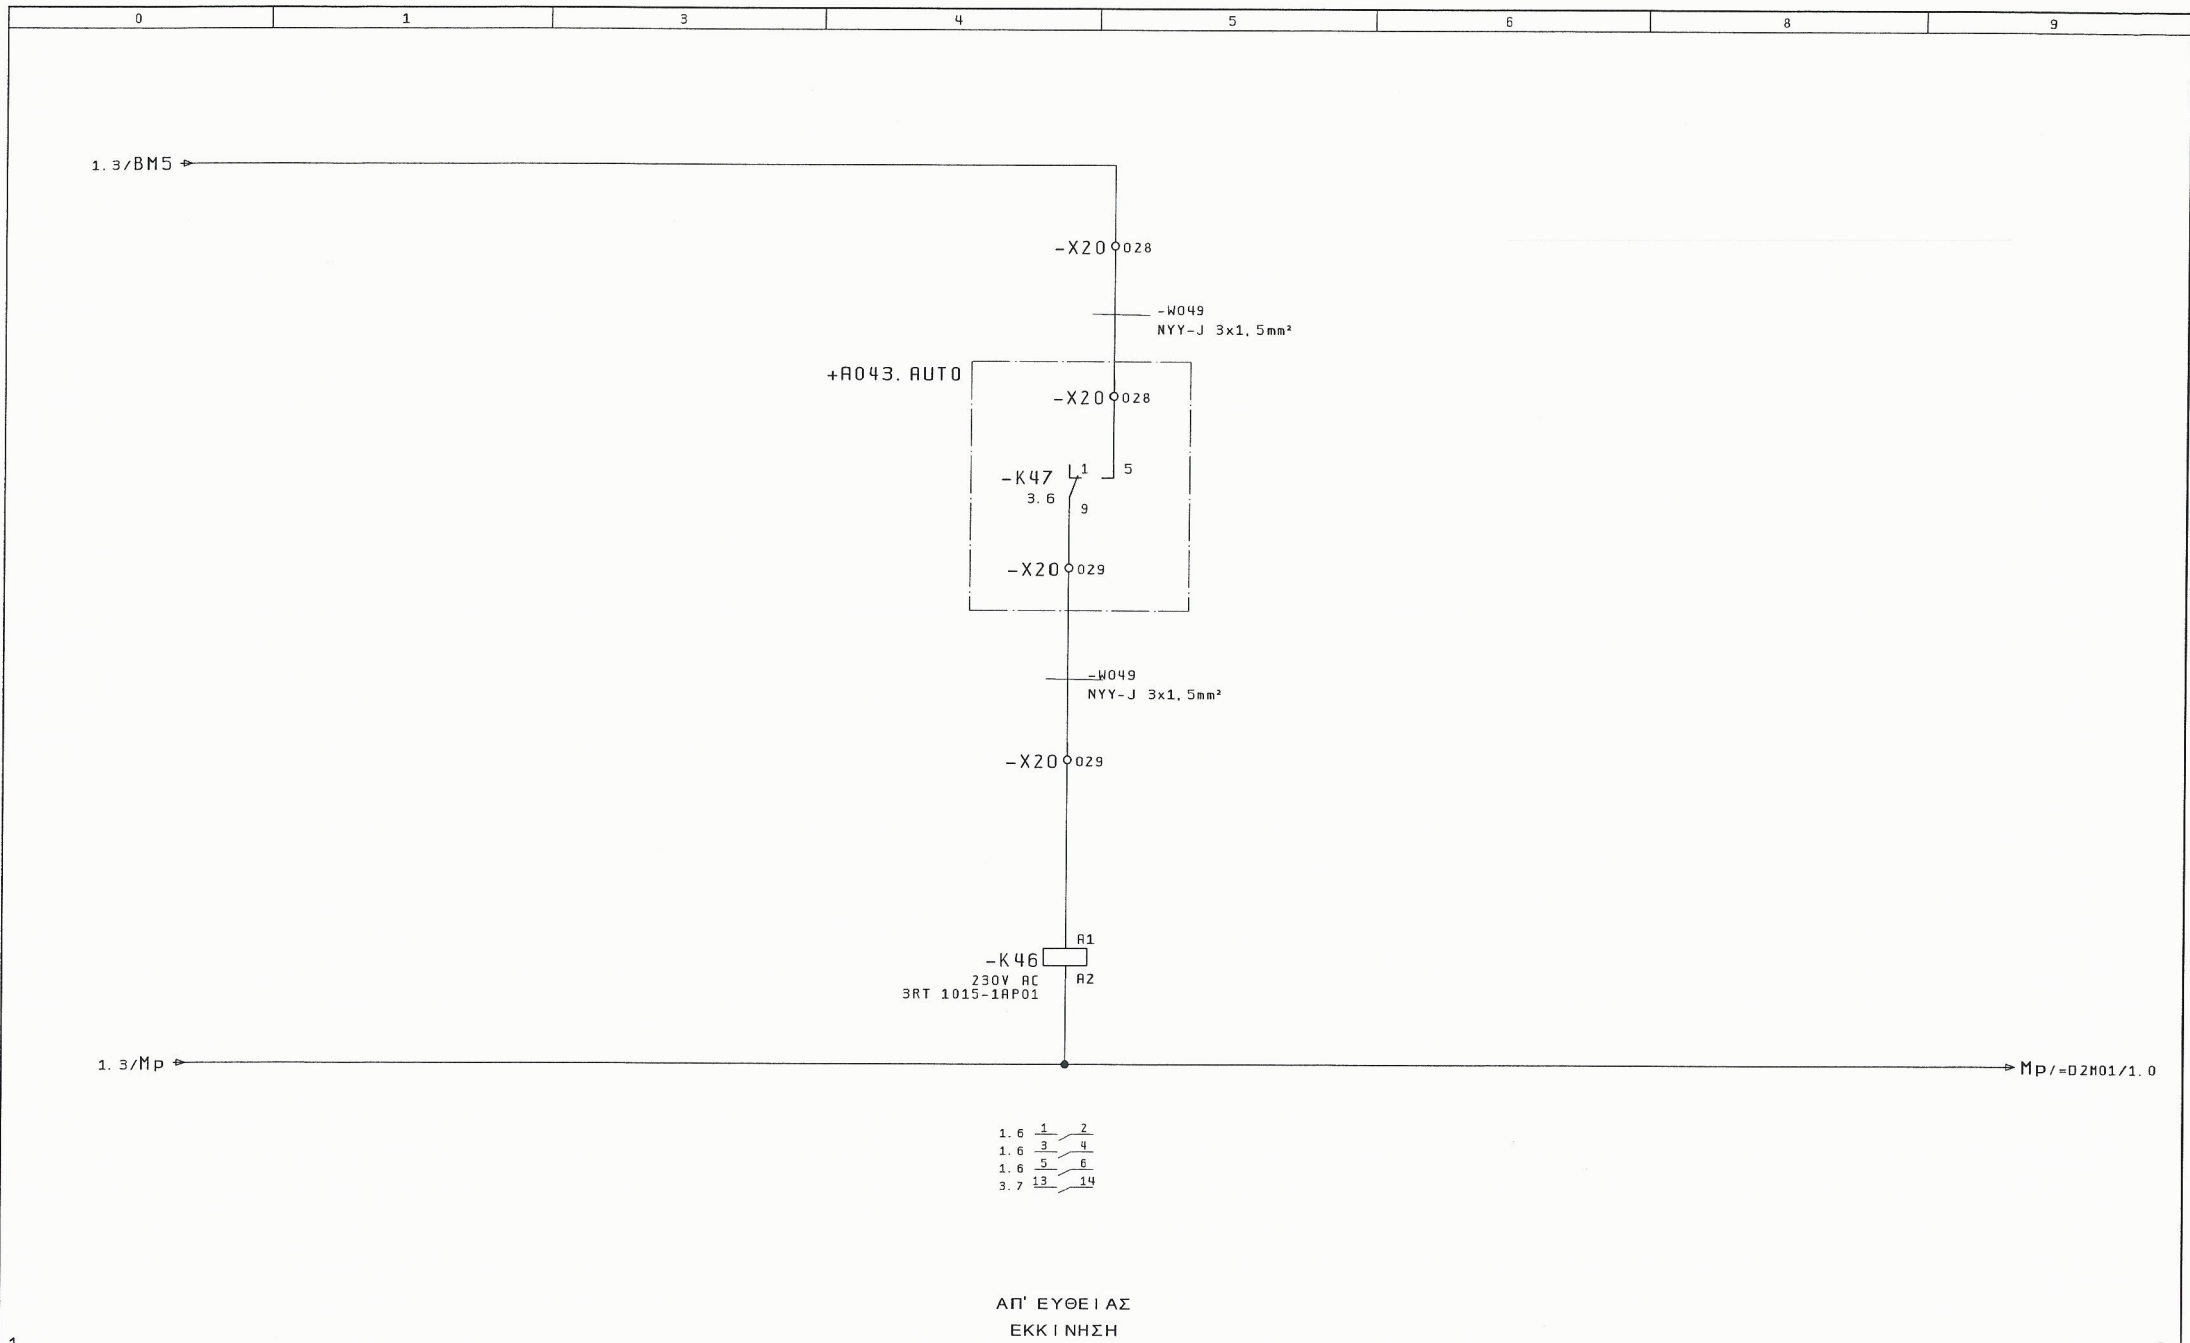 0 1 3 4 5 6 8 9
1.3/BM5
-X20 028
-W049
NYY-J 3x1,5mm²
+A043.AUTO
-X20 028
-K47 1 5
3.6
9
-X20 029
-W049
NYY-J 3x1,5mm²
-X20 029
A1
-K46
230V AC A2
3RT 1015-1AP01
1.3/Mp
Mp/=D2M01/1.0
1.6 1 2
1.6 3 4
1.6 5 6
3.7 13 14
ΑΠ' ΕΥΘΕΙΑΣ
ΕΚΚΙΝΗΣΗ